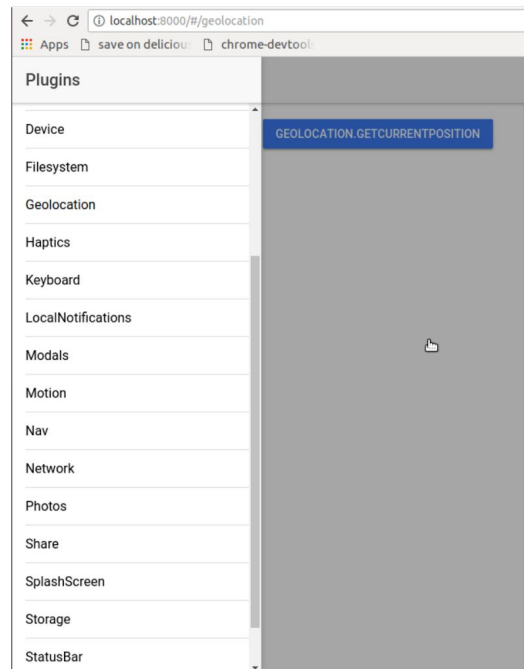 localhost:8000/#/geolocation
Apps save on deliciou chrome-devtool
Plugins
Device
GEOLOCATION.GETCURRENTPOSITION
Filesystem
Geolocation
Haptics
Keyboard
LocalNotifications
Modals
Motion
Nav
Network
Photos
Share
SplashScreen
Storage
StatusBar